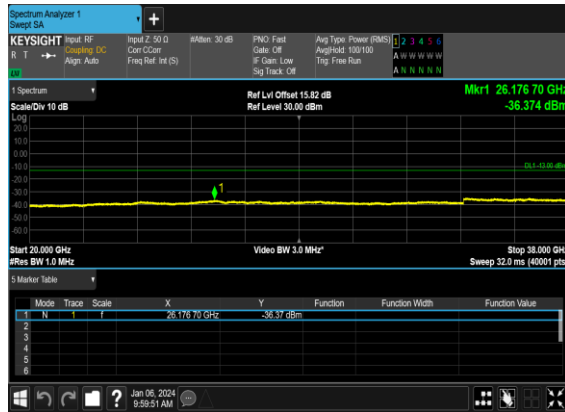 Spectrum Analyzer 1
Swept SA
KEYSIGHT
R T
Input: RF
Coupling: DC
Align: Auto
Input Z: 50 Ω
Corr CCorr
Freq Ref: Int (S)
#Atten: 30 dB
PNO: Fast
Gate: Off
IF Gain: Low
Sig Track: Off
Avg Type: Power (RMS)
Avg|Hold: 100/100
Trig: Free Run
1 2 3 4 5 6
A W W W W W
A N N N N N
LV
1 Spectrum
Scale/Div 10 dB
Ref Lvl Offset 15.82 dB
Ref Level 30.00 dBm
Mkr1 26.176 70 GHz
-36.374 dBm
Log
20.0
10.0
0.00
-10.0
DL1 -13.00 dBm
-20.0
-30.0
1
-40.0
-50.0
-60.0
Start 20.000 GHz
#Res BW 1.0 MHz
Video BW 3.0 MHz*
Stop 38.000 GHz
Sweep 32.0 ms (40001 pts)
5 Marker Table
Mode Trace Scale X Y Function Function Width Function Value
1 N 1 f 26.176 70 GHz -36.37 dBm
2
3
4
5
6
?
Jan 06, 2024
9:59:51 AM